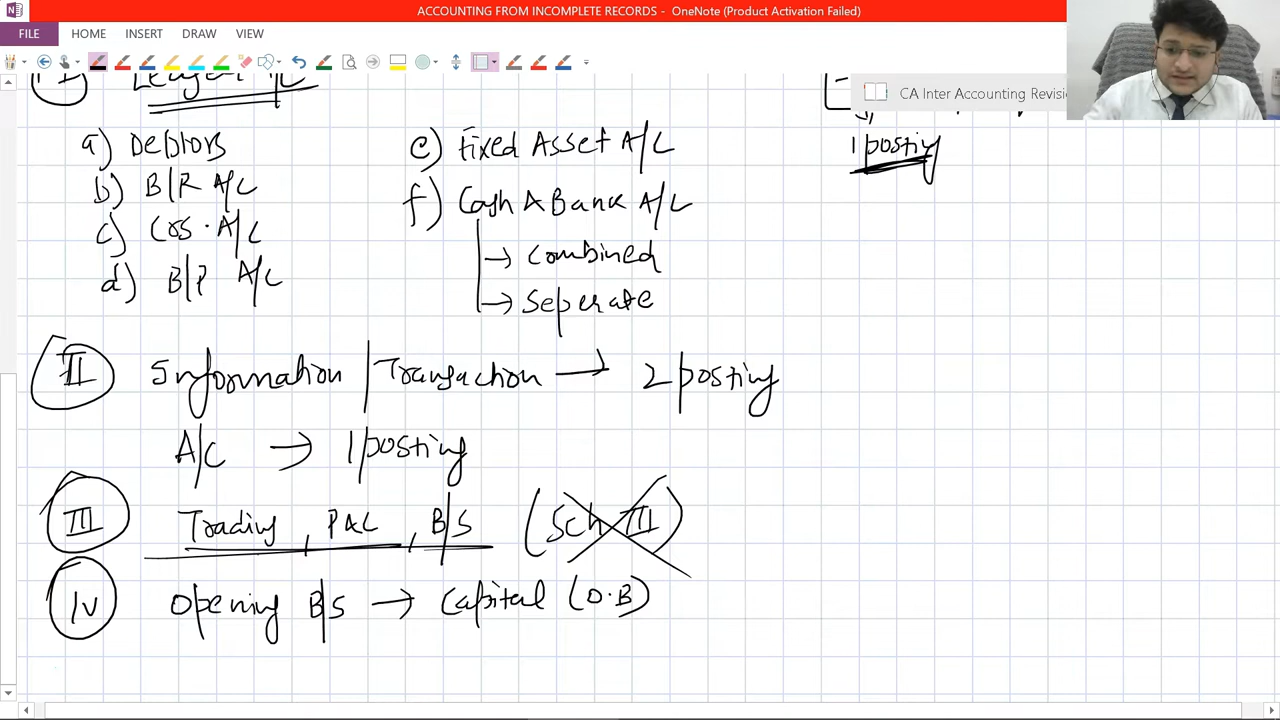 ACCOUNTING FROM INCOMPLETE RECORDS - OneNote (Product Activation Failed)
FILE HOME INSERT DRAW VIEW
CA Inter Accounting Revisi
A/C
a) Debtors
b) B/R A/C
c) Crs. A/C
d) B/P A/C
e) Fixed Asset A/C
f) Cash & Bank A/C
→ Combined
→ Seperate
1 posting
II Information / Transaction → 2 posting
A/C → 1 posting
III Trading, P&L, B/S (Sch III)
IV Opening B/S → Capital (O.B)